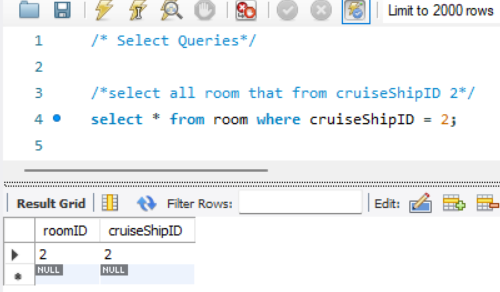 Limit to 2000 rows
1 /* Select Queries*/
2
3 /*select all room that from cruiseShipID 2*/
4 select * from room where cruiseShipID = 2;
5
Result Grid Filter Rows: Edit:
roomID cruiseShipID
2 2
NULL NULL